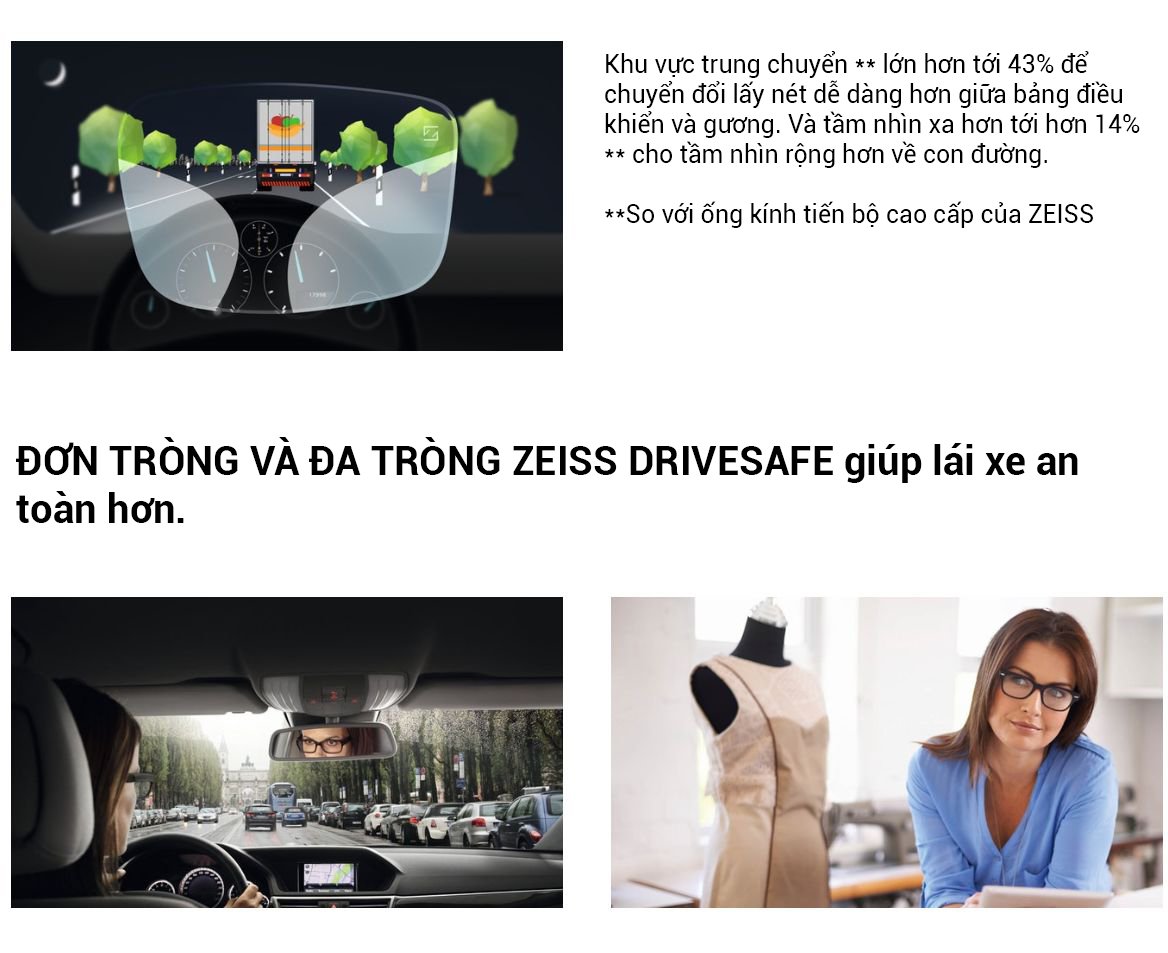 Khu vực trung chuyển ** lớn hơn tới 43% để
chuyển đổi lấy nét dễ dàng hơn giữa bảng điều
khiển và gương. Và tầm nhìn xa hơn tới hơn 14%
** cho tầm nhìn rộng hơn về con đường.
**So với ống kính tiến bộ cao cấp của ZEISS
ĐƠN TRÒNG VÀ ĐA TRÒNG ZEISS DRIVESAFE giúp lái xe an
toàn hơn.